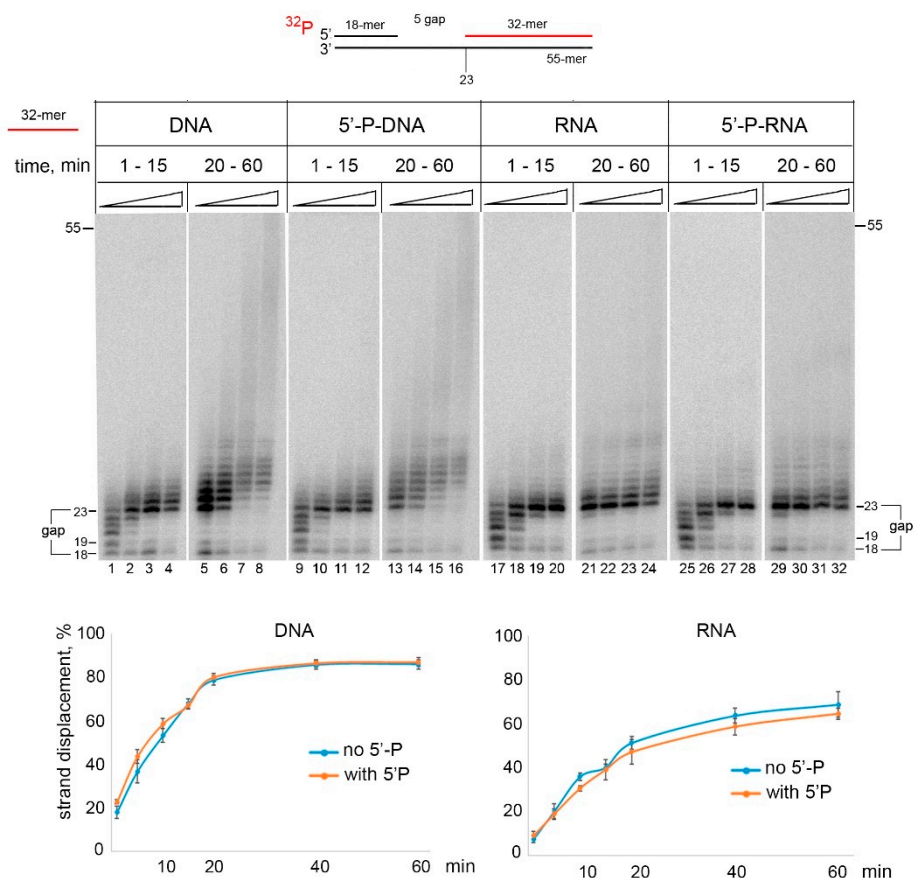 32P 5' 18-mer 5 gap 32-mer
3' 55-mer
23
32-mer DNA 5'-P-DNA RNA 5'-P-RNA
time, min 1 - 15 20 - 60 1 - 15 20 - 60 1 - 15 20 - 60 1 - 15 20 - 60
55 55
gap 23 23 gap
19 19
18 18
1 2 3 4 5 6 7 8 9 10 11 12 13 14 15 16 17 18 19 20 21 22 23 24 25 26 27 28 29 30 31 32
DNA
strand displacement, %
100
80
60
40
20
0
no 5'-P
with 5'P
10 20 40 60 min
RNA
100
80
60
40
20
0
no 5'-P
with 5'P
10 20 40 60 min